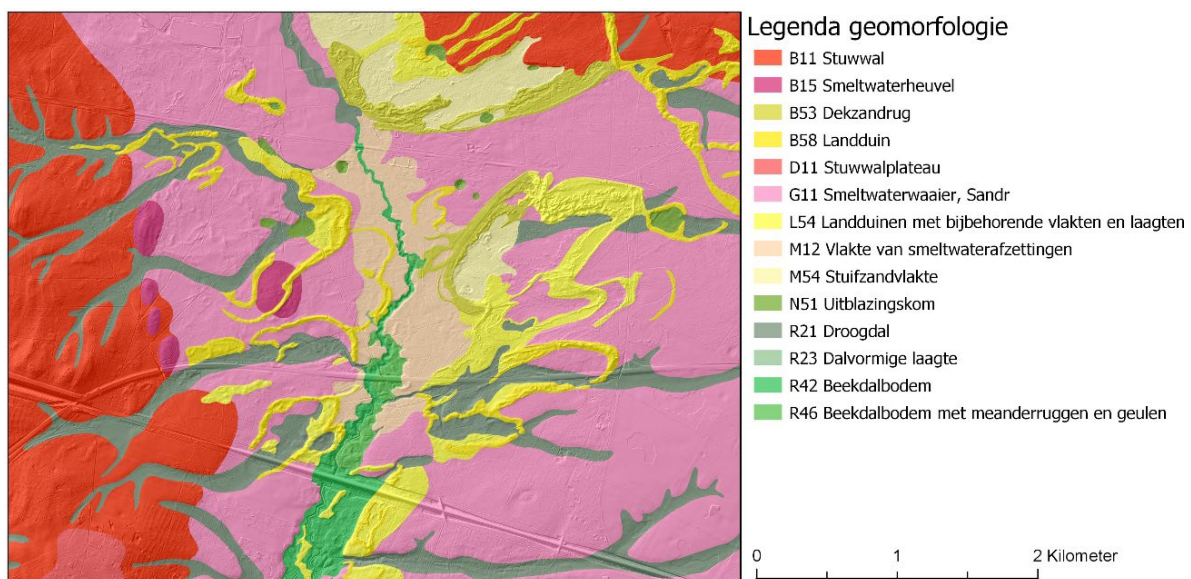 Legenda geomorfologie
B11 Stuwwal
B15 Smeltwaterheuvel
B53 Dekzandrug
B58 Landduin
D11 Stuwwalplateau
G11 Smeltwaterwaaier, Sandr
L54 Landduinen met bijbehorende vlakten en laagten
M12 Vlakte van smeltwaterafzettingen
M54 Stuifzandvlakte
N51 Uitblazingskom
R21 Droogdal
R23 Dalvormige laagte
R42 Beekdalbodem
R46 Beekdalbodem met meanderruggen en geulen
0 1 2 Kilometer